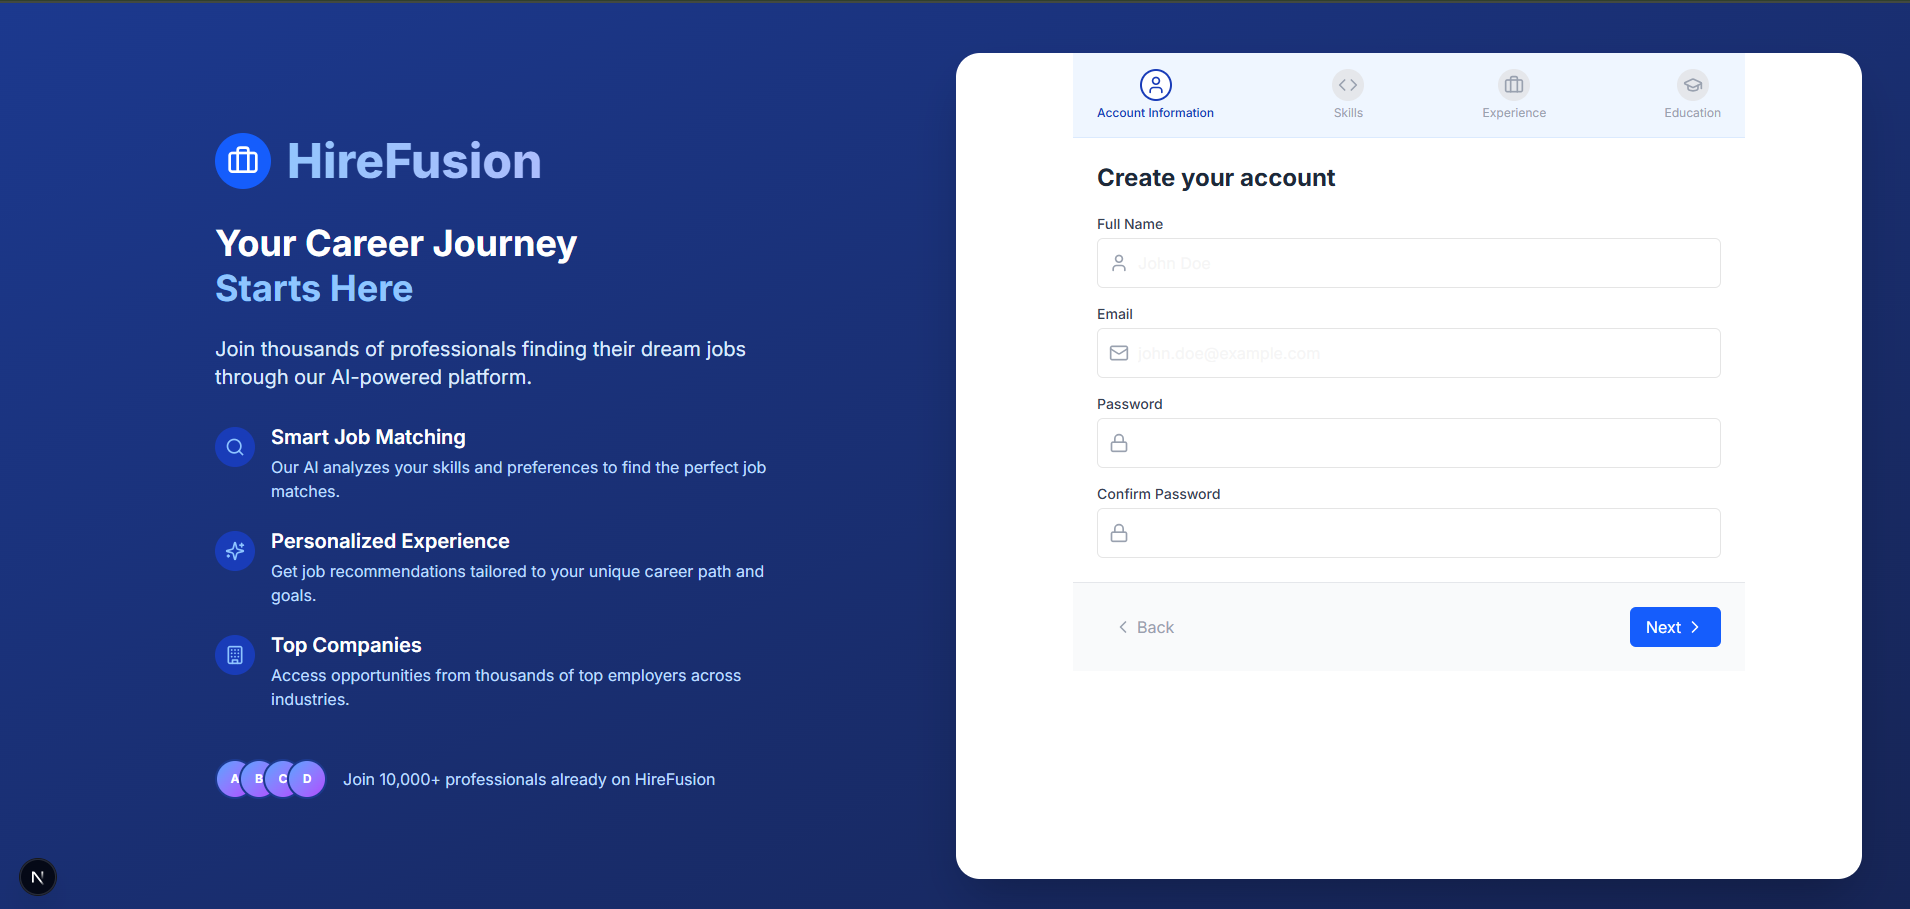 HireFusion
Your Career Journey
Starts Here
Join thousands of professionals finding their dream jobs
through our AI-powered platform.
Smart Job Matching
Our AI analyzes your skills and preferences to find the perfect job
matches.
Personalized Experience
Get job recommendations tailored to your unique career path and
goals.
Top Companies
Access opportunities from thousands of top employers across
industries.
A B C D Join 10,000+ professionals already on HireFusion
N
Account Information Skills Experience Education
Create your account
Full Name
John Doe
Email
john.doe@example.com
Password
Confirm Password
Back Next